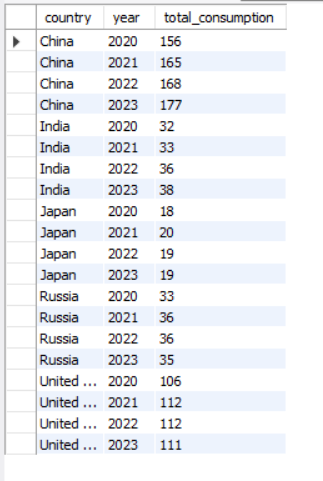 country year total_consumption
China 2020 156
China 2021 165
China 2022 168
China 2023 177
India 2020 32
India 2021 33
India 2022 36
India 2023 38
Japan 2020 18
Japan 2021 20
Japan 2022 19
Japan 2023 19
Russia 2020 33
Russia 2021 36
Russia 2022 36
Russia 2023 35
United ... 2020 106
United ... 2021 112
United ... 2022 112
United ... 2023 111